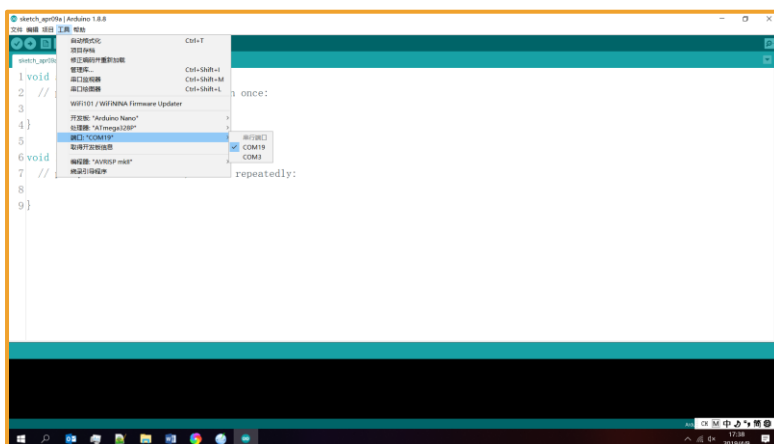 sketch_apr09a | Arduino 1.8.8
文件 编辑 项目 工具 帮助
自动格式化 Ctrl+T
项目存档
修正编码并重新加载
管理库... Ctrl+Shift+I
串口监视器 Ctrl+Shift+M
串口绘图器 Ctrl+Shift+L
WiFi101 / WiFiNINA Firmware Updater
开发板: "Arduino Nano"
处理器: "ATmega328P"
端口: "COM19"
串行端口
COM19
COM3
取得开发板信息
编程器: "AVRISP mkII"
烧录引导程序
1 void
2 // n once:
3
4 }
5
6 void
7 // repeatedly:
8
9 }
CK M 中 简
17:38